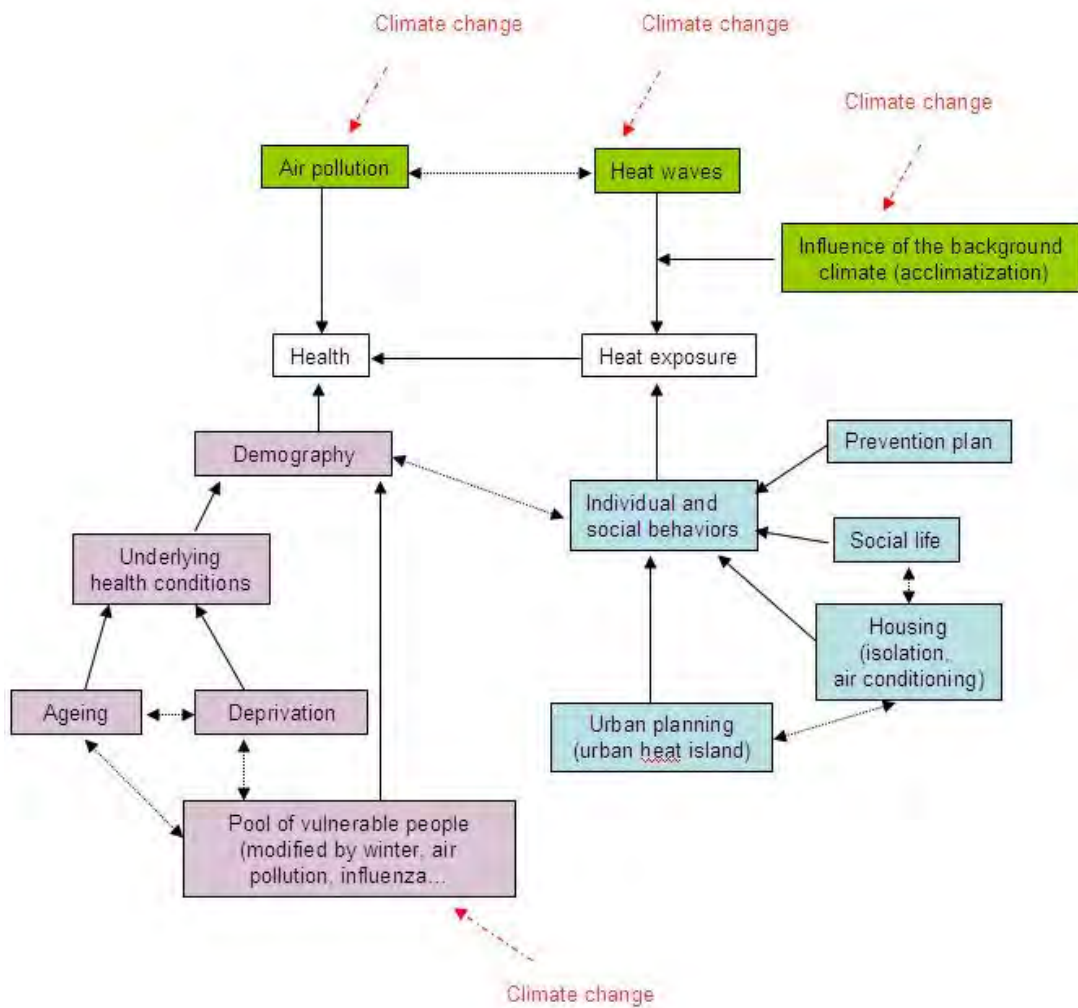 Climate change
Climate change
Climate change
Air pollution
Heat waves
Influence of the background
climate (acclimatization)
Health
Heat exposure
Demography
Prevention plan
Individual and
social behaviors
Social life
Underlying
health conditions
Housing
(isolation,
air conditioning)
Ageing
Deprivation
Urban planning
(urban heat island)
Pool of vulnerable people
(modified by winter, air
pollution, influenza...
Climate change